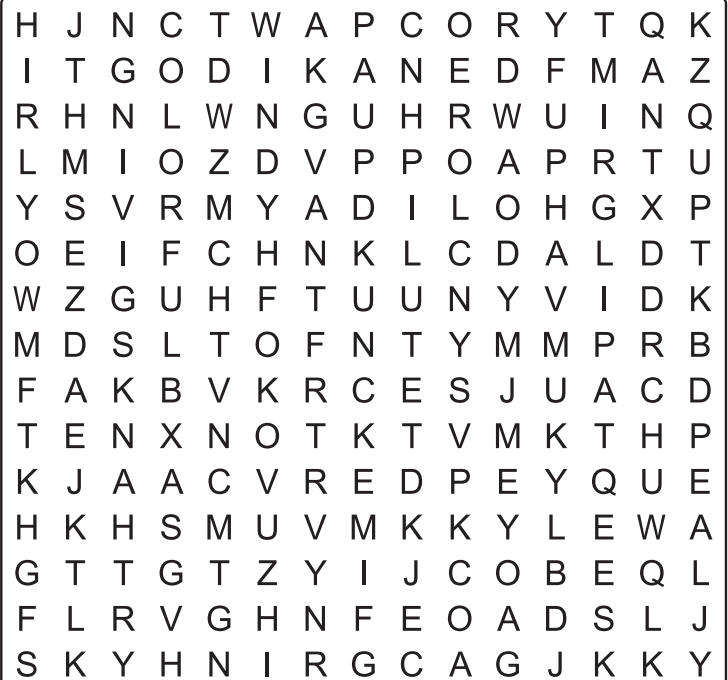 H J N C T W A P C O R Y T Q K
I T G O D I K A N E D F M A Z
R H N L W N G U H R W U I N Q
L M I O Z D V P P O A P R T U
Y S V R M Y A D I L O H G X P
O E I F C H N K L C D A L D T
W Z G U H F T U U N Y V I D K
M D S L T O F N T Y M M P R B
F A K B V K R C E S J U A C D
T E N X N O T K T V M K T H P
K J A A C V R E D P E Y Q U E
H K H S M U V M K K Y L E W A
G T T G T Z Y I J C O B E Q L
F L R V G H N F E O A D S L J
S K Y H N I R G C A G J K K Y